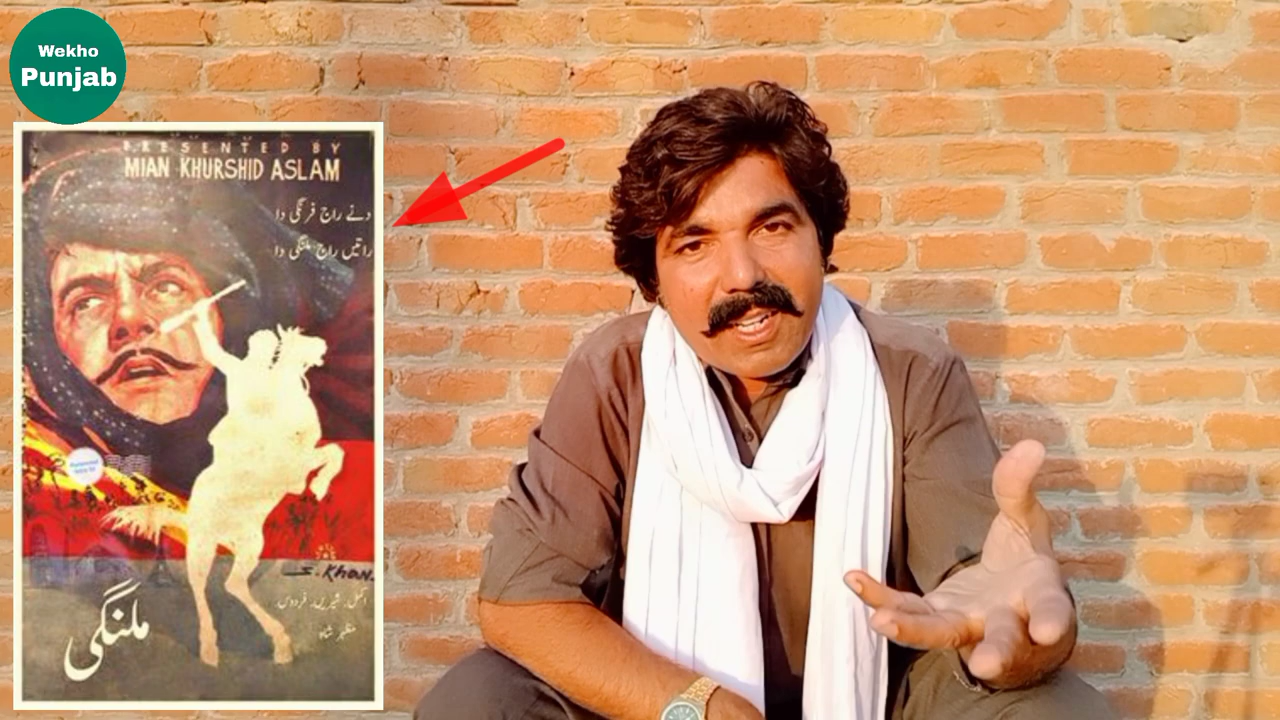 Wekho
Punjab
PRESENTED BY
MIAN KHURSHID ASLAM
دنے راج فرنگی دا
راتیں راج ملنگی دا
S. Khan.
اکمل۔ شیریں۔ فردوس۔
مظہر شاہ
ملنگی